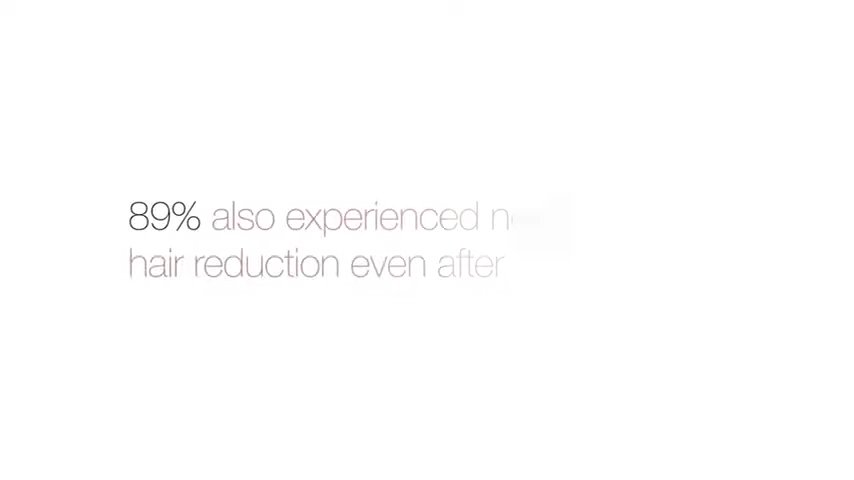 89% also experienced
hair reduction even after